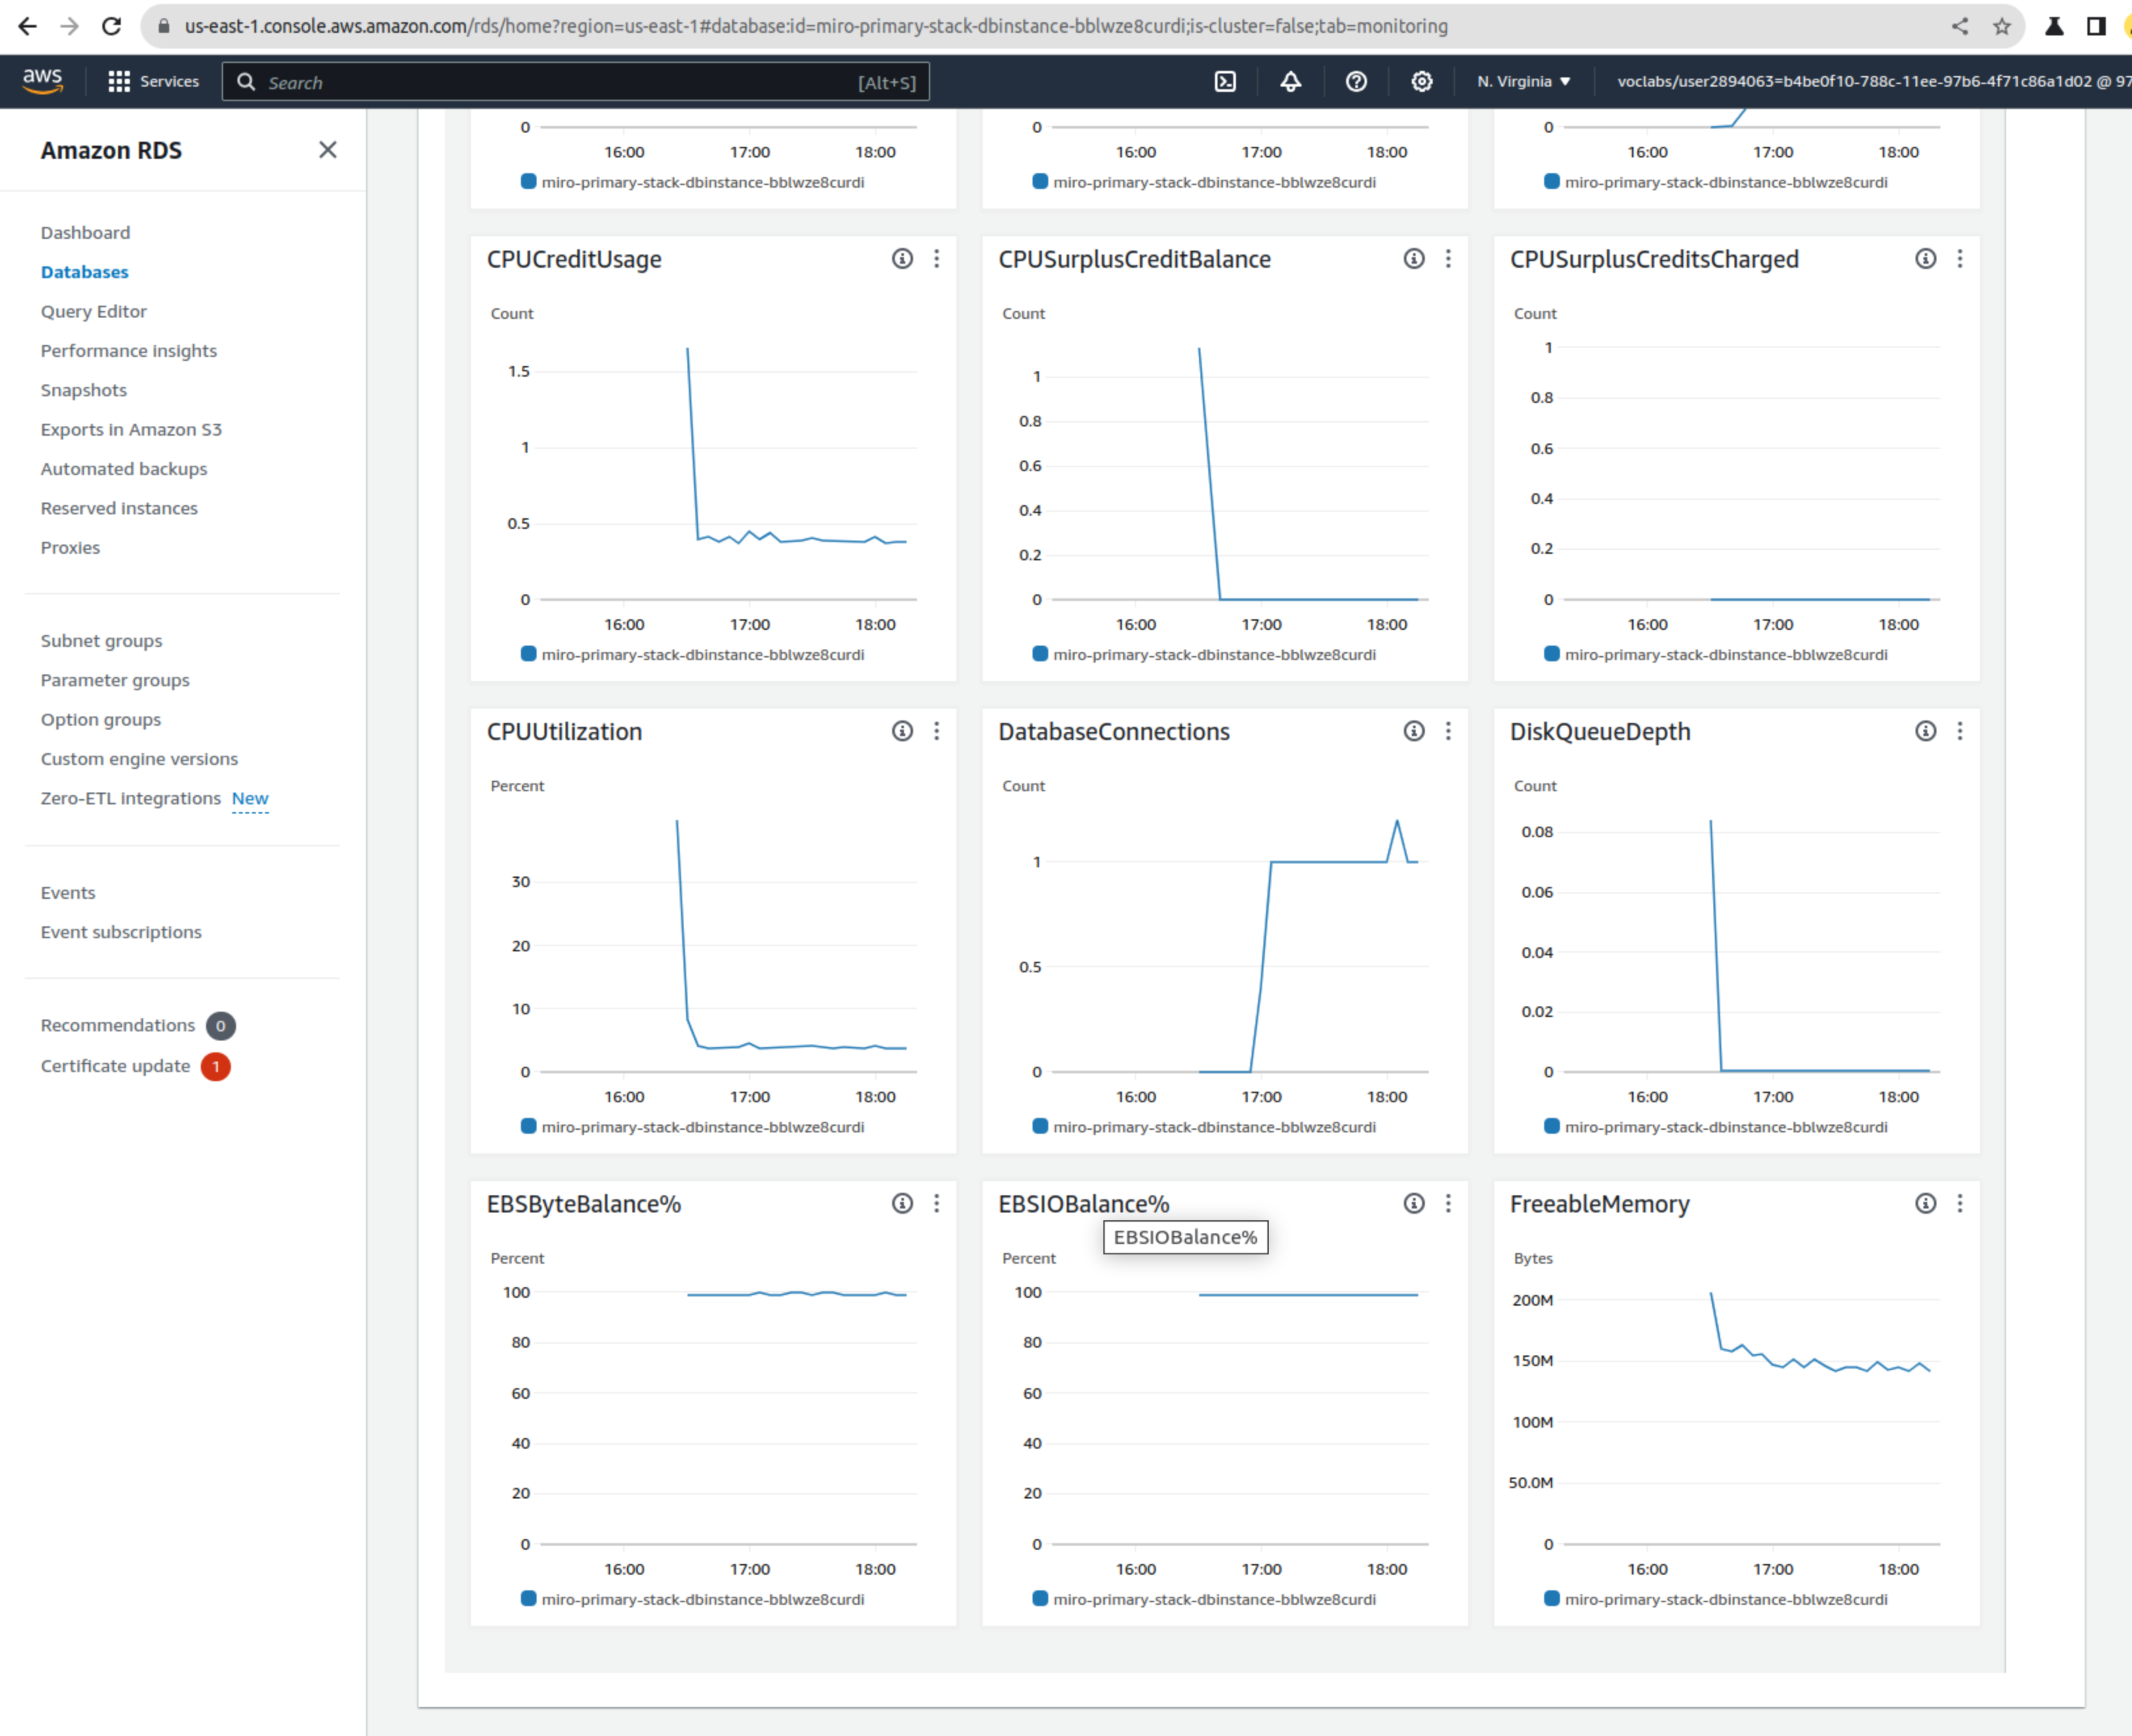 us-east-1.console.aws.amazon.com/rds/home?region=us-east-1#database:id=miro-primary-stack-dbinstance-bblwze8curdi;is-cluster=false;tab=monitoring
aws Services Search [Alt+S] N. Virginia ▼ voclabs/user2894063=b4be0f10-788c-11ee-97b6-4f71c86a1d02 @ 97
Amazon RDS
Dashboard
Databases
Query Editor
Performance insights
Snapshots
Exports in Amazon S3
Automated backups
Reserved instances
Proxies
Subnet groups
Parameter groups
Option groups
Custom engine versions
Zero-ETL integrations New
Events
Event subscriptions
Recommendations 0
Certificate update 1
0
16:00 17:00 18:00
miro-primary-stack-dbinstance-bblwze8curdi
0
16:00 17:00 18:00
miro-primary-stack-dbinstance-bblwze8curdi
0
16:00 17:00 18:00
miro-primary-stack-dbinstance-bblwze8curdi
CPUCreditUsage
Count
1.5
1
0.5
0
16:00 17:00 18:00
miro-primary-stack-dbinstance-bblwze8curdi
CPUSurplusCreditBalance
Count
1
0.8
0.6
0.4
0.2
0
16:00 17:00 18:00
miro-primary-stack-dbinstance-bblwze8curdi
CPUSurplusCreditsCharged
Count
1
0.8
0.6
0.4
0.2
0
16:00 17:00 18:00
miro-primary-stack-dbinstance-bblwze8curdi
CPUUtilization
Percent
30
20
10
0
16:00 17:00 18:00
miro-primary-stack-dbinstance-bblwze8curdi
DatabaseConnections
Count
1
0.5
0
16:00 17:00 18:00
miro-primary-stack-dbinstance-bblwze8curdi
DiskQueueDepth
Count
0.08
0.06
0.04
0.02
0
16:00 17:00 18:00
miro-primary-stack-dbinstance-bblwze8curdi
EBSByteBalance%
Percent
100
80
60
40
20
0
16:00 17:00 18:00
miro-primary-stack-dbinstance-bblwze8curdi
EBSIOBalance%
EBSIOBalance%
Percent
100
80
60
40
20
0
16:00 17:00 18:00
miro-primary-stack-dbinstance-bblwze8curdi
FreeableMemory
Bytes
200M
150M
100M
50.0M
0
16:00 17:00 18:00
miro-primary-stack-dbinstance-bblwze8curdi